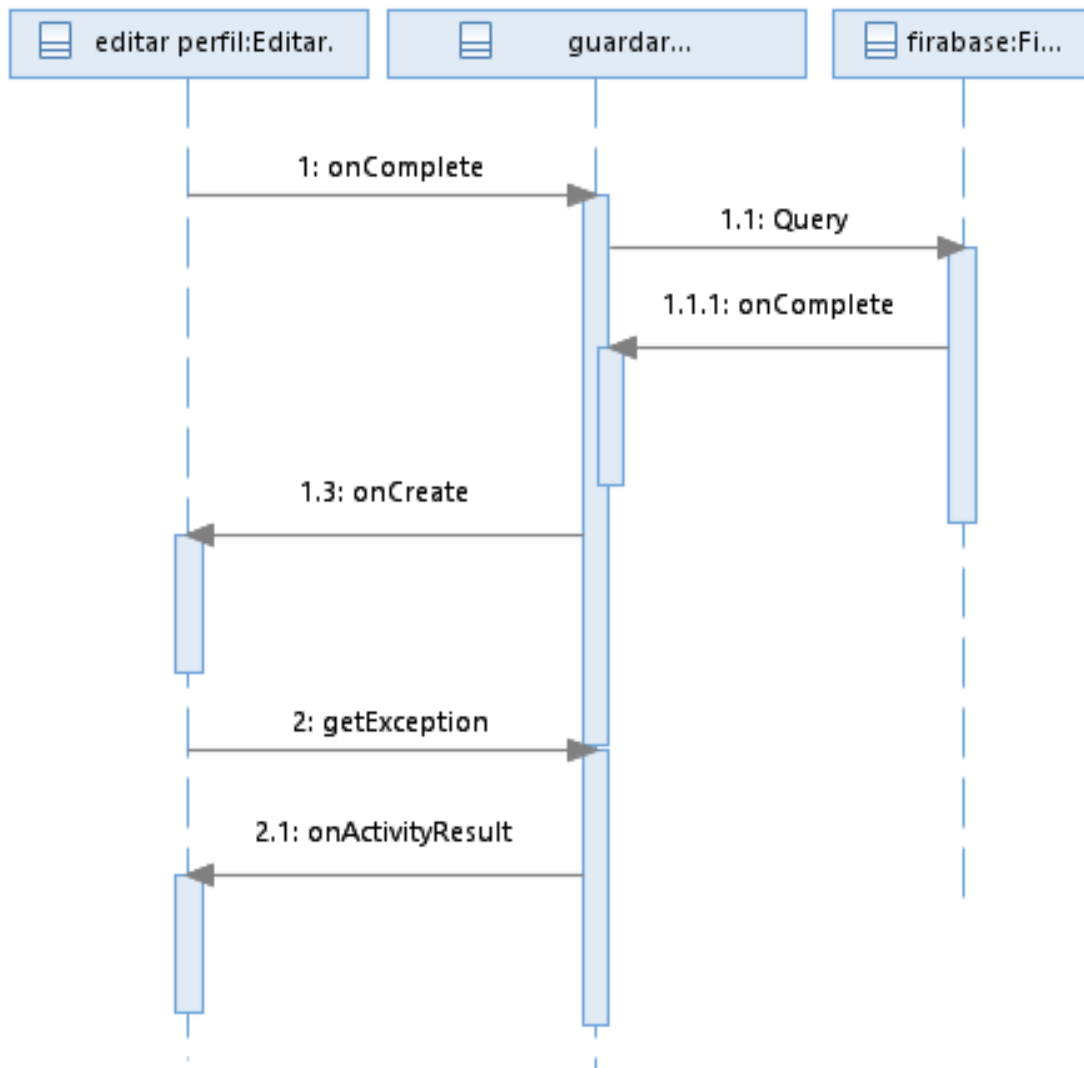 editar perfil:Editar.
guardar...
firabase:Fi...
1: onComplete
1.1: Query
1.1.1: onComplete
1.3: onCreate
2: getException
2.1: onActivityResult